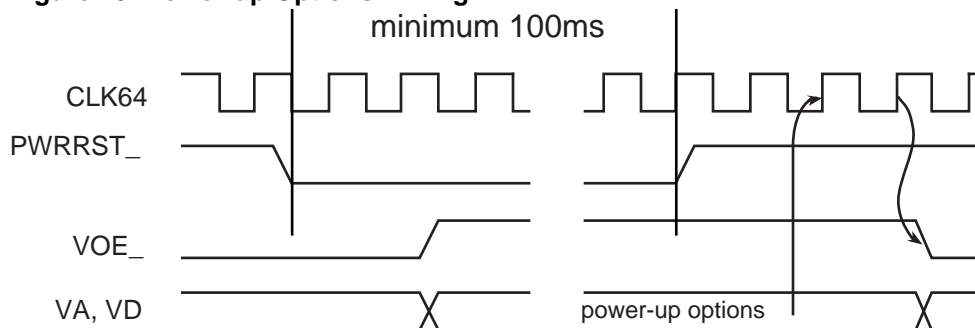 minimum 100ms
CLK64
PWRRST_
VOE_
VA, VD
power-up options